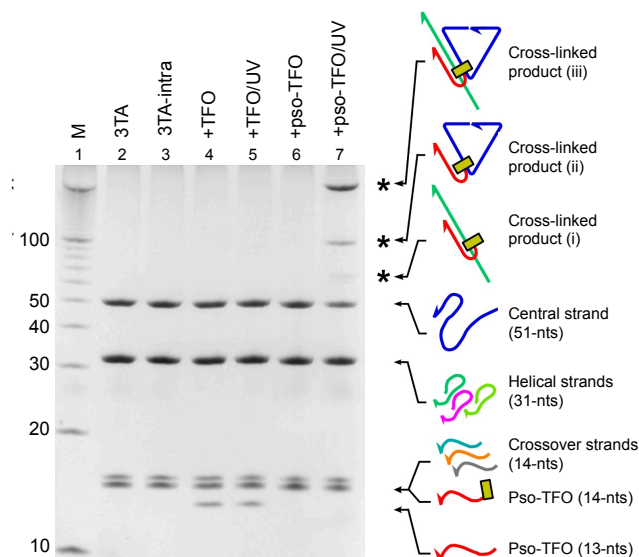 M
3TA
3TA-intra
+TFO
+TFO/UV
+pso-TFO
+pso-TFO/UV
1
2
3
4
5
6
7
100
50
40
30
20
10
*
*
*
Cross-linked
product (iii)
Cross-linked
product (ii)
Cross-linked
product (i)
Central strand
(51-nts)
Helical strands
(31-nts)
Crossover strands
(14-nts)
Pso-TFO (14-nts)
Pso-TFO (13-nts)